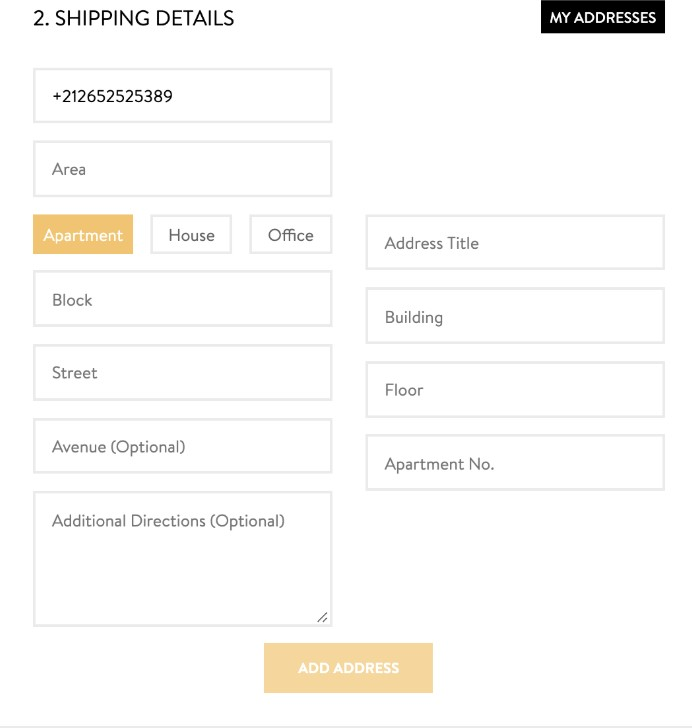 2. SHIPPING DETAILS
MY ADDRESSES
+212652525389
Area
Apartment House Office
Address Title
Block
Building
Street
Floor
Avenue (Optional)
Apartment No.
Additional Directions (Optional)
ADD ADDRESS